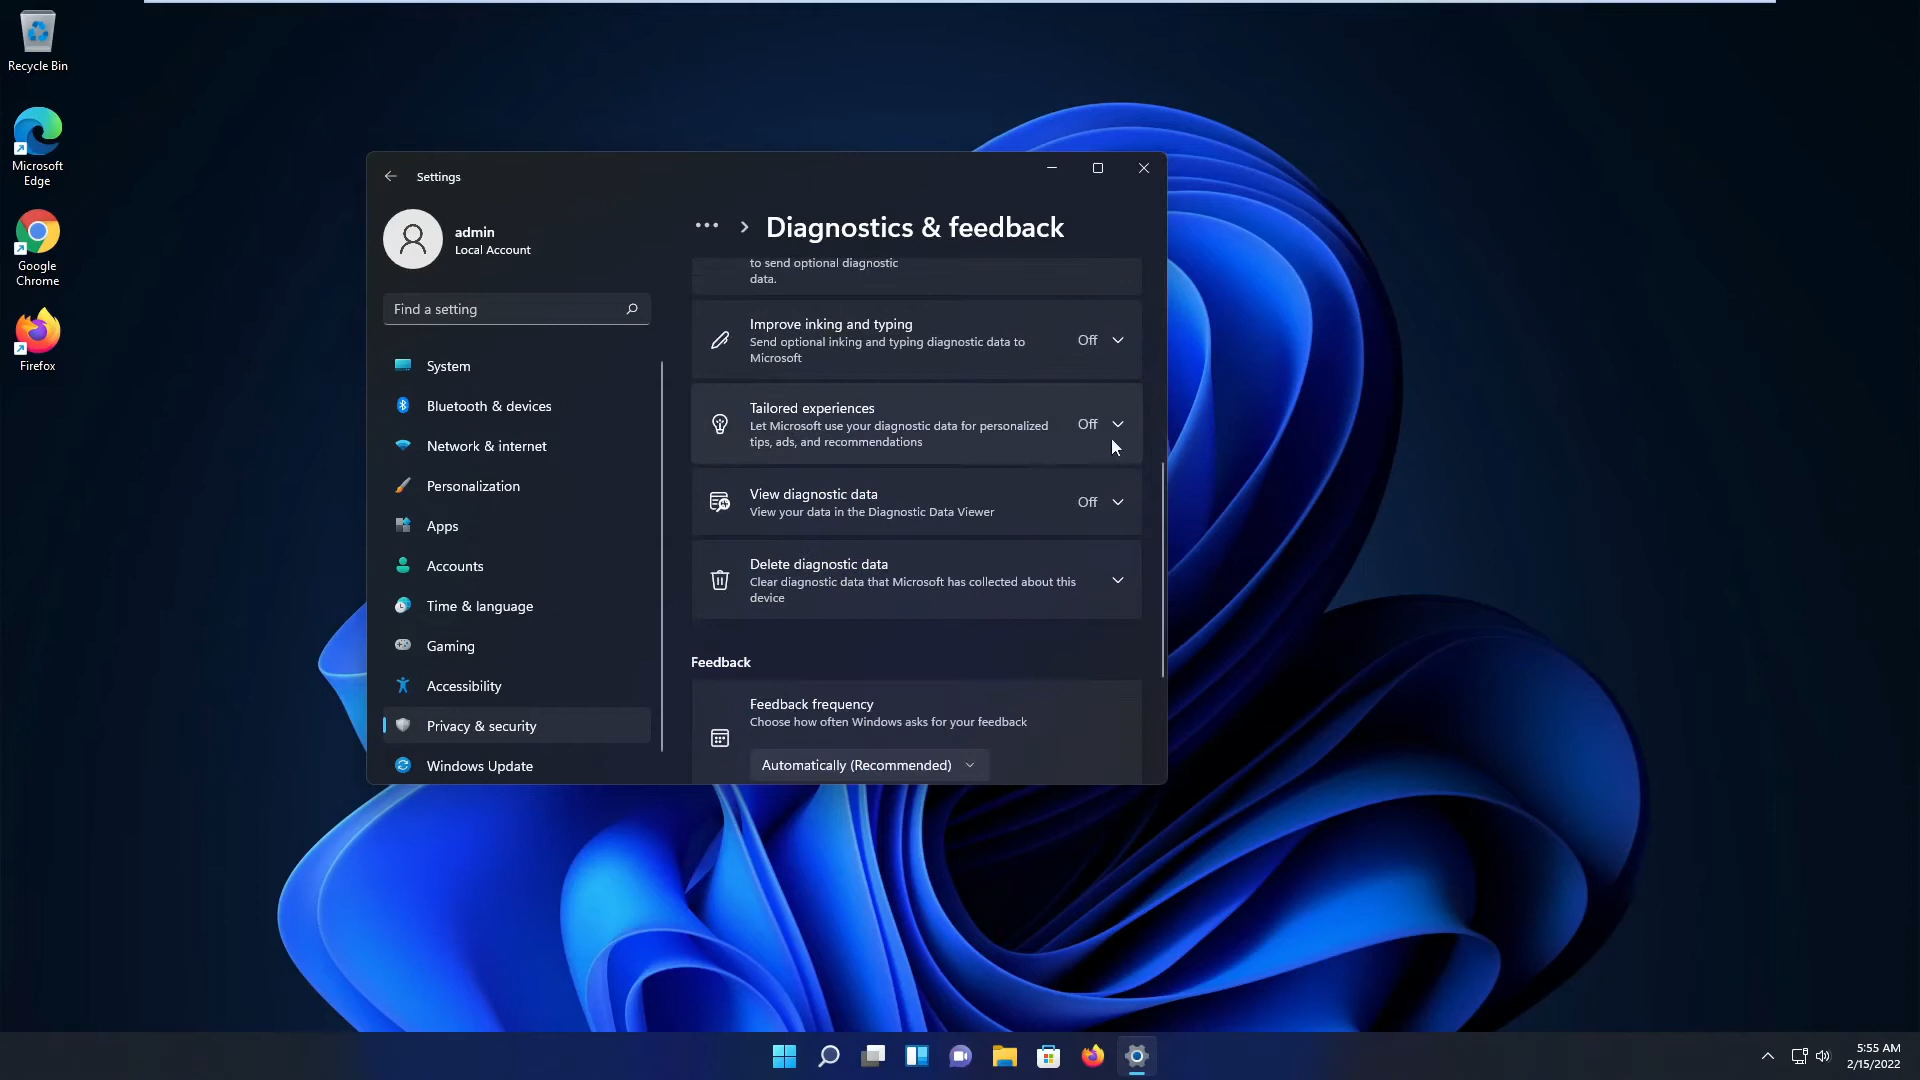 Recycle Bin
Microsoft
Edge
Google
Chrome
Firefox
Settings
admin
Local Account
Find a setting
System
Bluetooth & devices
Network & internet
Personalization
Apps
Accounts
Time & language
Gaming
Accessibility
Privacy & security
Windows Update
Diagnostics & feedback
to send optional diagnostic
data.
Improve inking and typing
Send optional inking and typing diagnostic data to
Microsoft
Off
Tailored experiences
Let Microsoft use your diagnostic data for personalized
tips, ads, and recommendations
Off
View diagnostic data
View your data in the Diagnostic Data Viewer
Off
Delete diagnostic data
Clear diagnostic data that Microsoft has collected about this
device
Feedback
Feedback frequency
Choose how often Windows asks for your feedback
Automatically (Recommended)
5:55 AM
2/15/2022